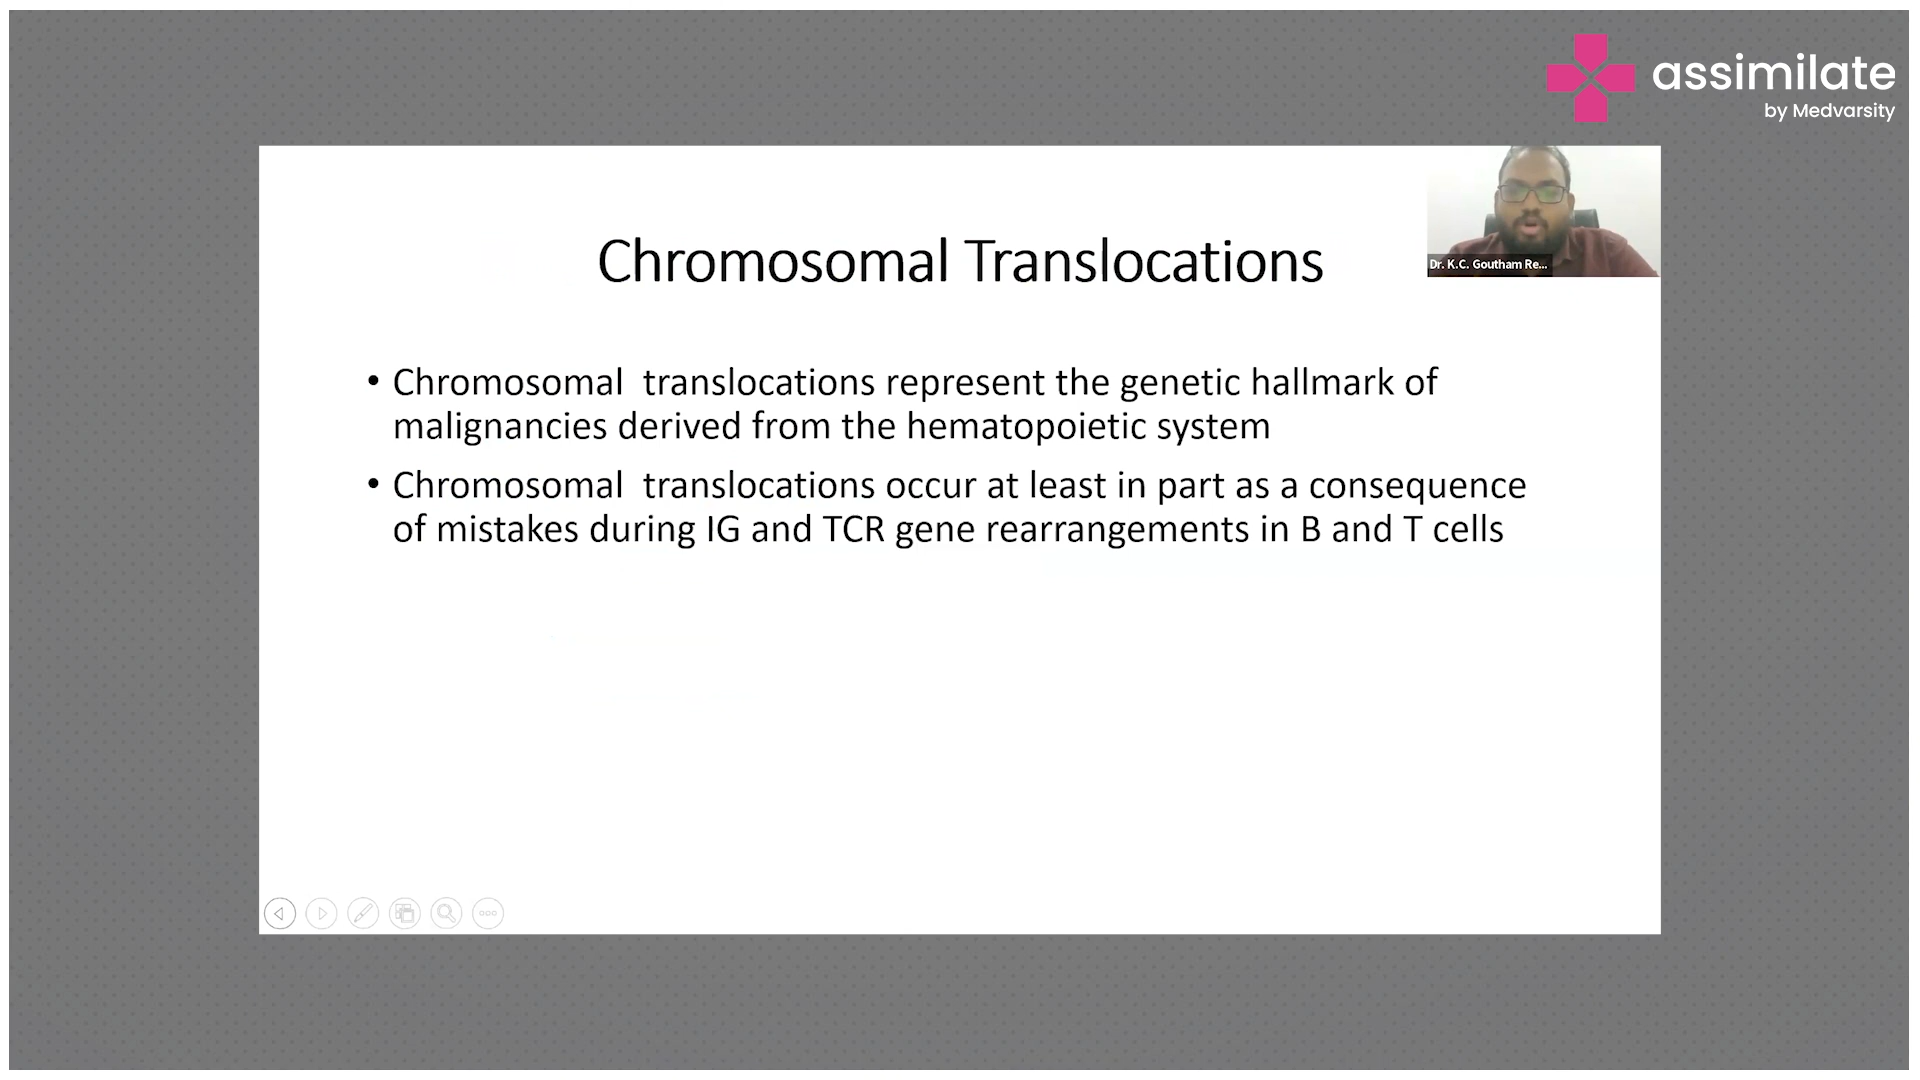 assimilate
by Medvarsity
Dr. K.C. Goutham Re...
Chromosomal Translocations
• Chromosomal  translocations represent the genetic hallmark of
malignancies derived from the hematopoietic system
• Chromosomal  translocations occur at least in part as a consequence
of mistakes during IG and TCR gene rearrangements in B and T cells